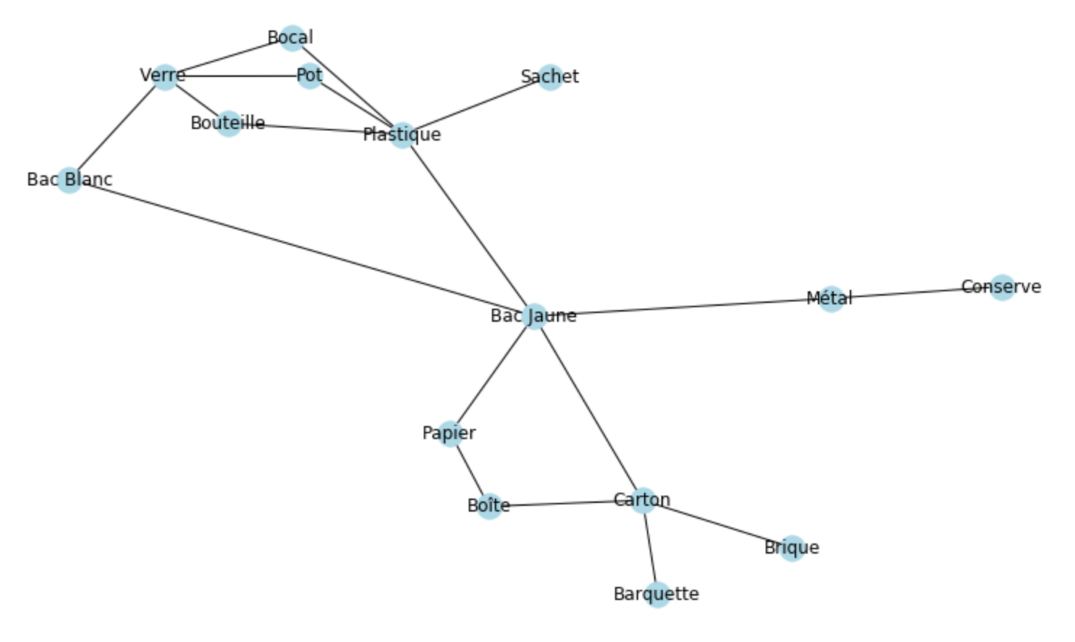 Bocal
Verre
Pot
Sachet
Bouteille
Plastique
Bac Blanc
Conserve
Métal
Bac Jaune
Papier
Carton
Boîte
Brique
Barquette